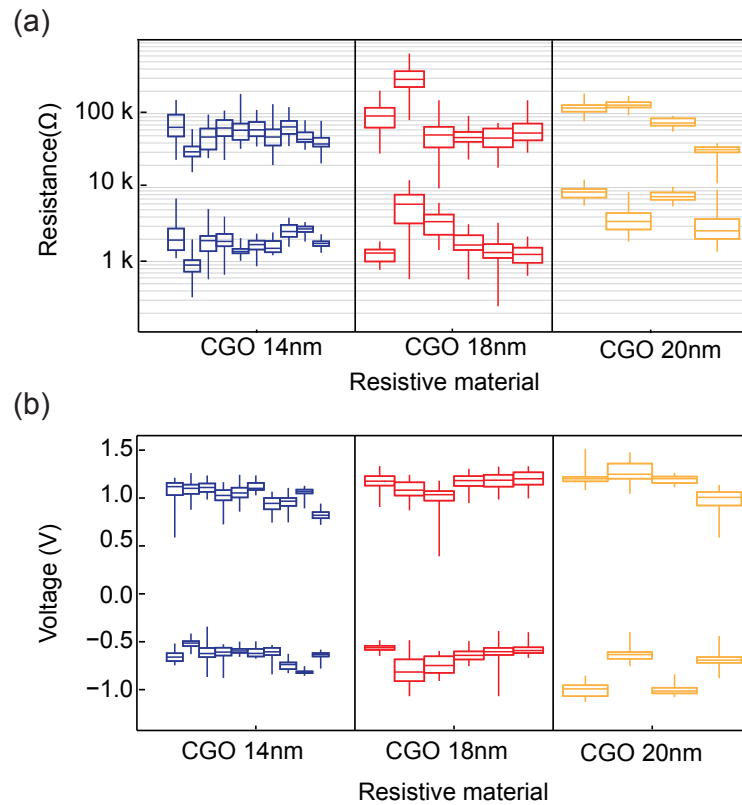 (a)
Resistance(Ω)
100 k
10 k
1 k
CGO 14nm
CGO 18nm
CGO 20nm
Resistive material
(b)
Voltage (V)
1.5
1.0
0.5
0.0
−0.5
−1.0
CGO 14nm
CGO 18nm
CGO 20nm
Resistive material